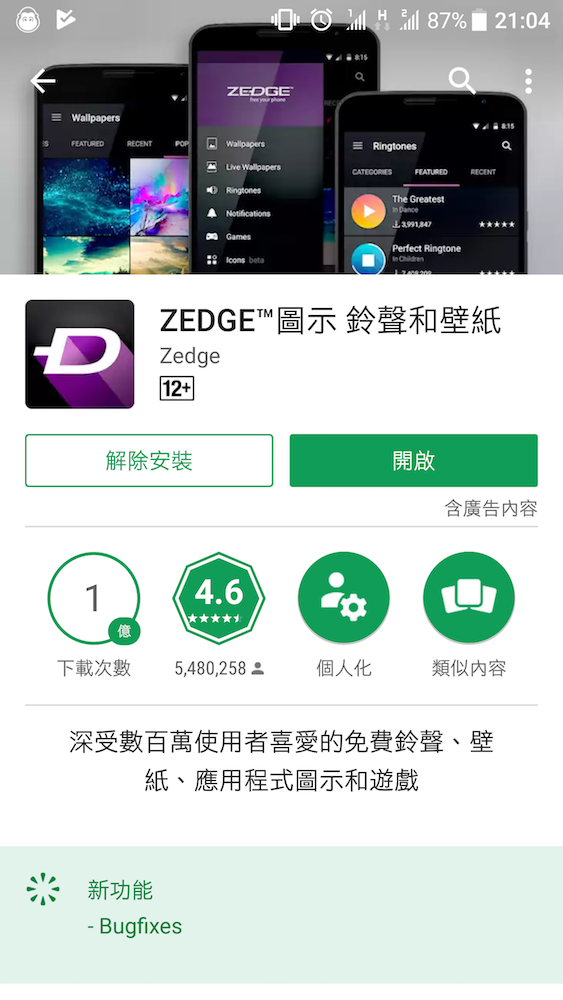 1 H 2 87% 21:04
Wallpapers
FEATURED RECENT POP
ZEDGE™
free your phone
Wallpapers
Live Wallpapers
Ringtones
Notifications
Games
Icons beta
8:15
Ringtones
CATEGORIES FEATURED RECENT
The Greatest
in Dance
3,991,847
Perfect Ringtone
in Children
ZEDGE™圖示 鈴聲和壁紙
Zedge
12+
解除安裝 開啟
含廣告內容
1 億 4.6
下載次數 5,480,258 個人化 類似內容
深受數百萬使用者喜愛的免費鈴聲、壁
紙、應用程式圖示和遊戲
新功能
- Bugfixes